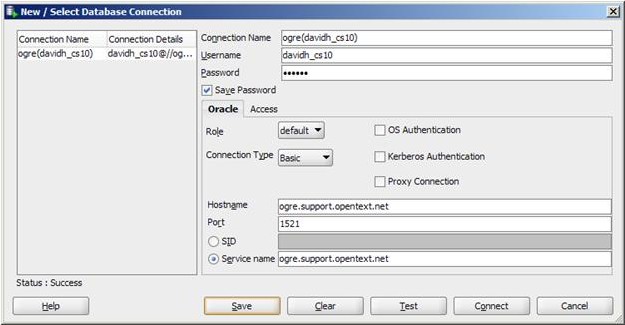 New / Select Database Connection
Connection Name Connection Details
ogre(davidh_cs10) davidh_cs10@//og...
Connection Name ogre(davidh_cs10)
Username davidh_cs10
Password ••••••
Save Password
Oracle Access
Role default OS Authentication
Connection Type Basic Kerberos Authentication
Proxy Connection
Hostname ogre.support.opentext.net
Port 1521
SID
Service name ogre.support.opentext.net
Status : Success
Help Save Clear Test Connect Cancel